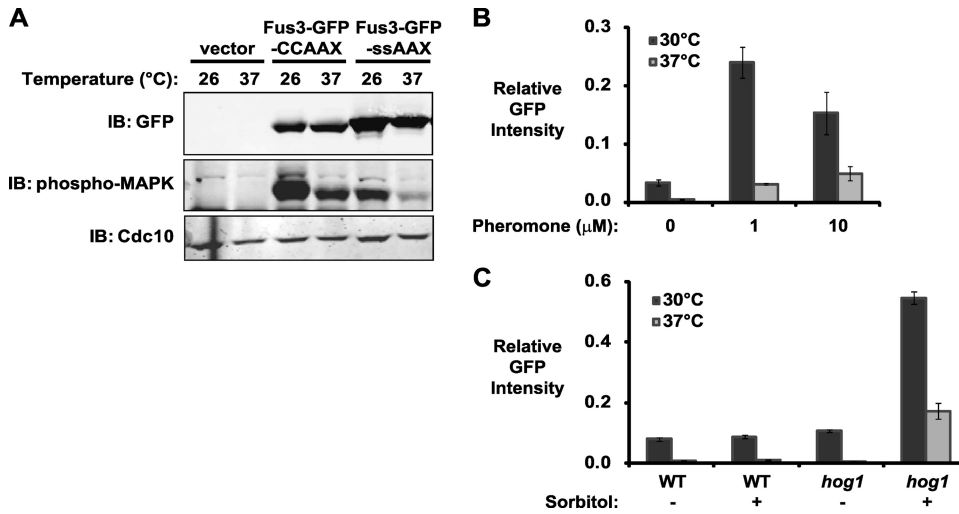 A
vector
Fus3-GFP
-CCAAX
Fus3-GFP
-ssAAX
Temperature (°C):
26
37
26
37
26
37
IB: GFP
IB: phospho-MAPK
IB: Cdc10
B
Relative
GFP
Intensity
30°C
37°C
0.3
0.2
0.1
0.0
Pheromone (μM):
0
1
10
C
Relative
GFP
Intensity
30°C
37°C
0.6
0.4
0.2
0.0
WT
WT
hog1
hog1
Sorbitol:
-
+
-
+